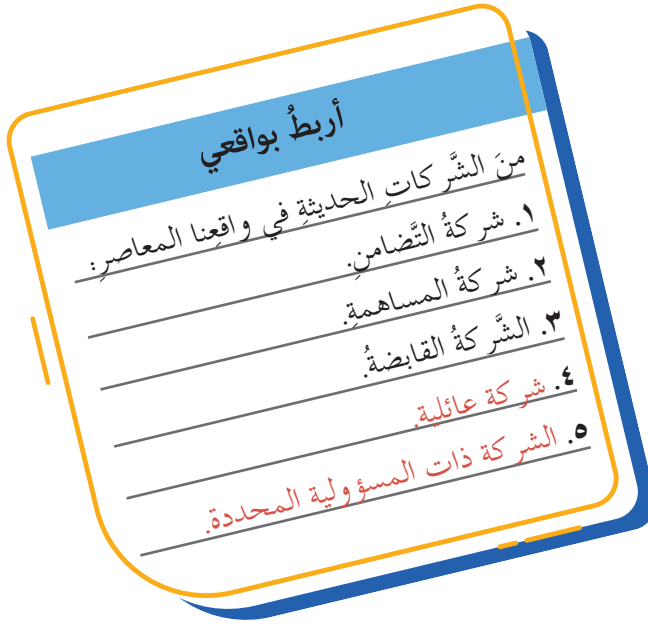 أربطُ بواقعي
منَ الشَّركاتِ الحديثةِ في واقعِنا المعاصرِ:
١. شركةُ التَّضامنِ.
٢. شركةُ المساهمةِ.
٣. الشَّركةُ القابضةُ.
٤. شركة عائلية.
٥. الشركة ذات المسؤولية المحددة.